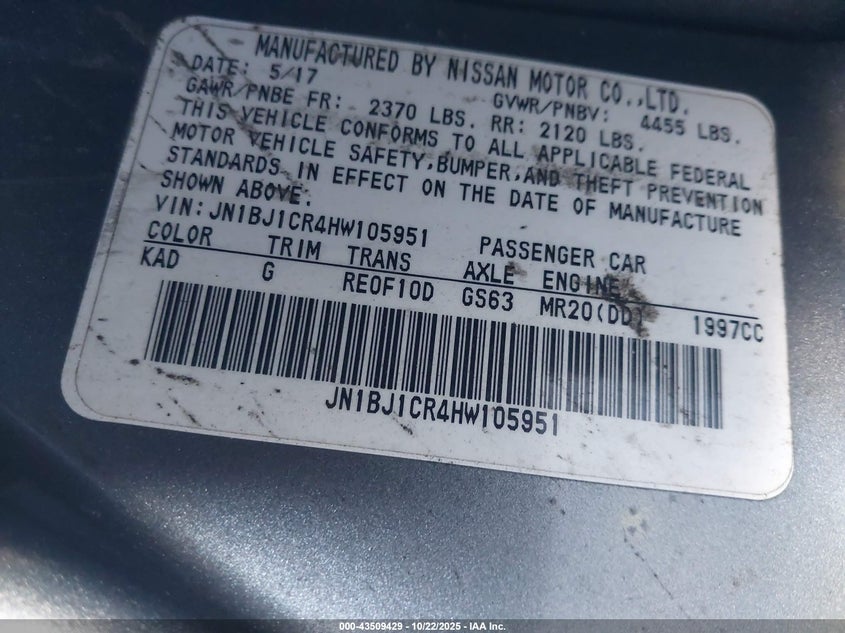 MANUFACTURED BY NISSAN MOTOR CO.,LTD.
DATE: 5/17 GVWR/PNBV: 4455 LBS.
GAWR/PNBE FR: 2370 LBS. RR: 2120 LBS.
THIS VEHICLE CONFORMS TO ALL APPLICABLE FEDERAL
MOTOR VEHICLE SAFETY,BUMPER,AND THEFT PREVENTION
STANDARDS IN EFFECT ON THE DATE OF MANUFACTURE
SHOWN ABOVE.
VIN: JN1BJ1CR4HW105951 PASSENGER CAR
COLOR TRIM TRANS AXLE ENGINE
KAD G RE0F10D GS63 MR20(DD) 1997CC
JN1BJ1CR4HW105951
000-43509429 - 10/22/2025 - IAA Inc.